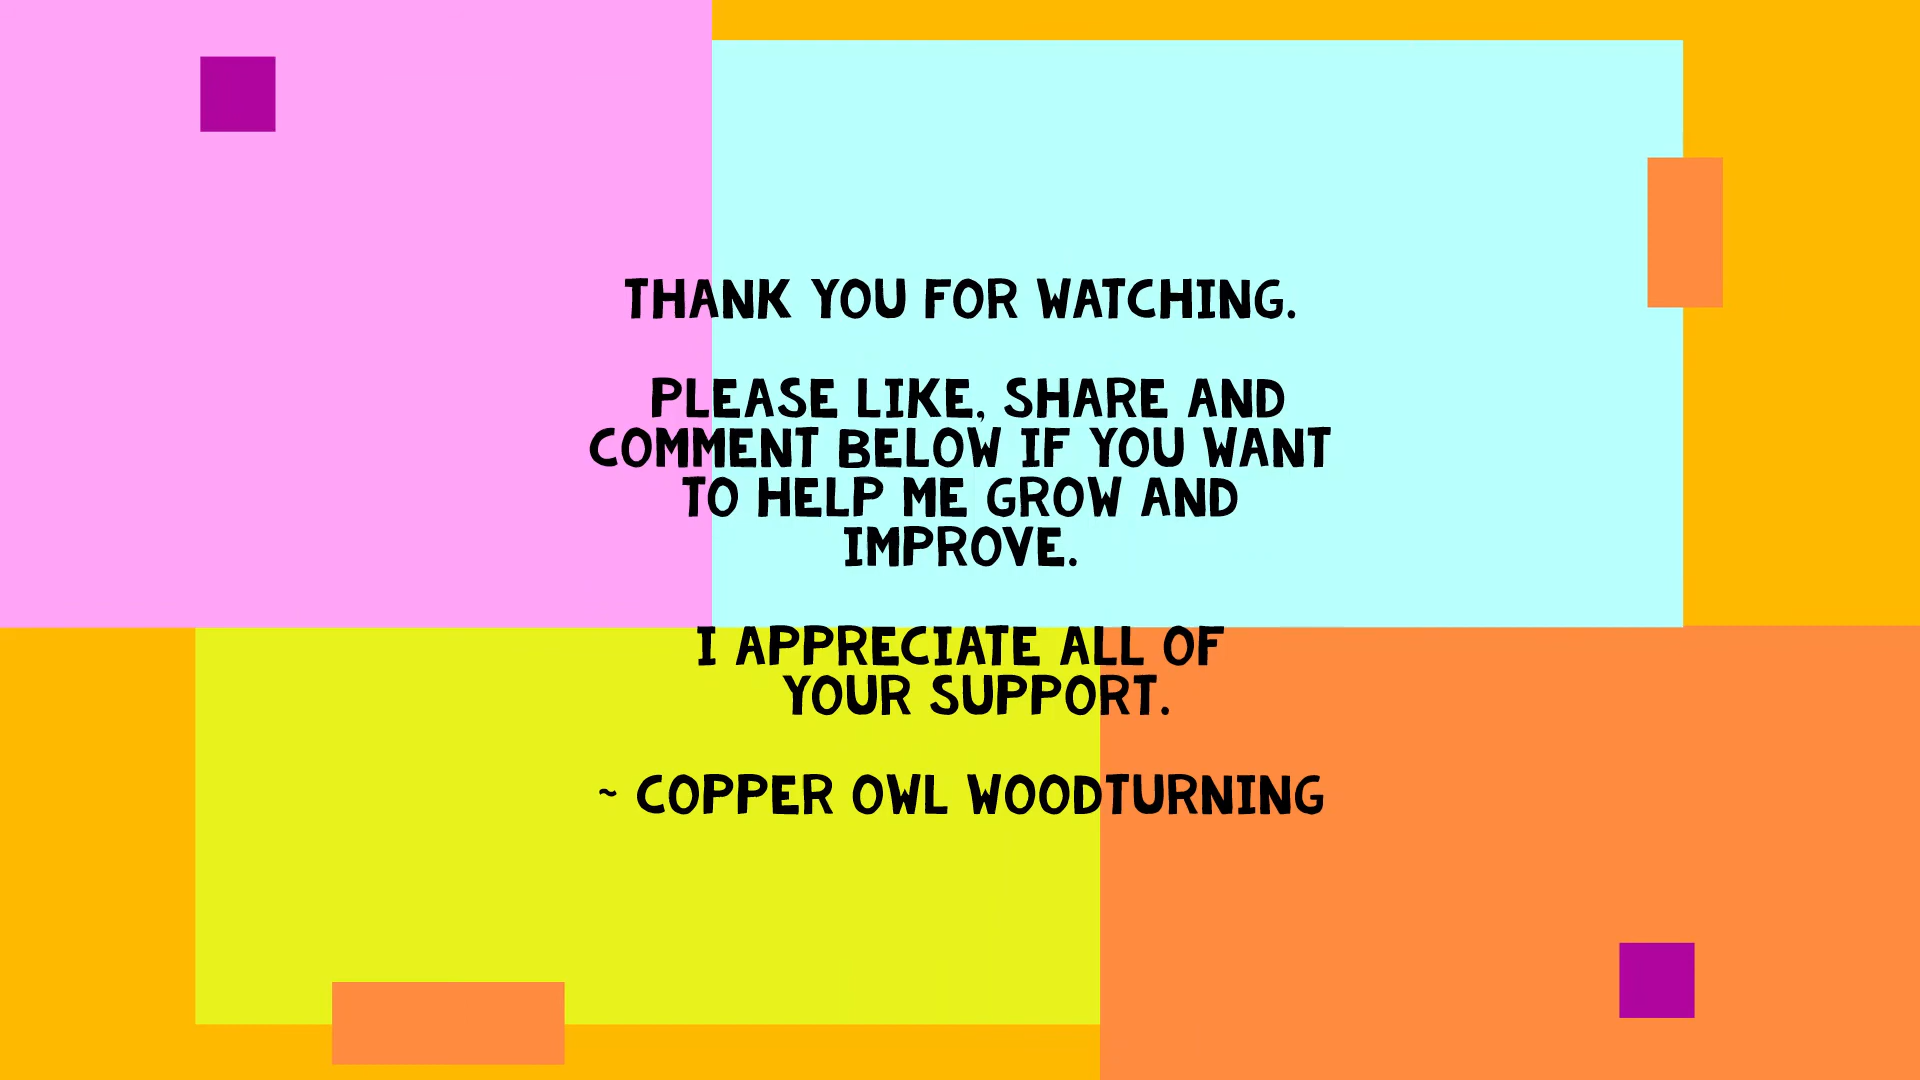 THANK YOU FOR WATCHING.
PLEASE LIKE, SHARE AND
COMMENT BELOW IF YOU WANT
TO HELP ME GROW AND
IMPROVE.
I APPRECIATE ALL OF
YOUR SUPPORT.
~ COPPER OWL WOODTURNING